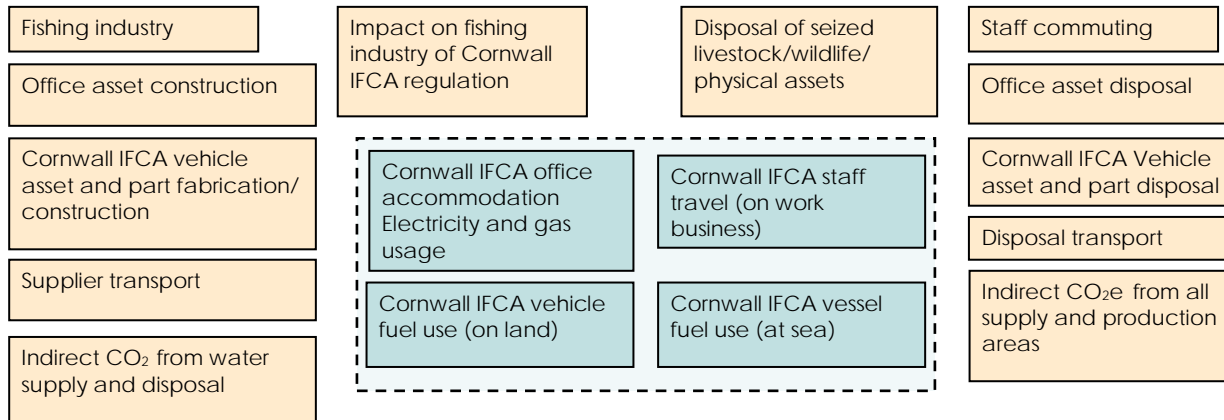 Fishing industry
Office asset construction
Cornwall IFCA vehicle
asset and part fabrication/
construction
Supplier transport
Indirect CO₂ from water
supply and disposal
Impact on fishing
industry of Cornwall
IFCA regulation
Disposal of seized
livestock/wildlife/
physical assets
Cornwall IFCA office
accommodation
Electricity and gas
usage
Cornwall IFCA staff
travel (on work
business)
Cornwall IFCA vehicle
fuel use (on land)
Cornwall IFCA vessel
fuel use (at sea)
Staff commuting
Office asset disposal
Cornwall IFCA Vehicle
asset and part disposal
Disposal transport
Indirect CO₂e from all
supply and production
areas